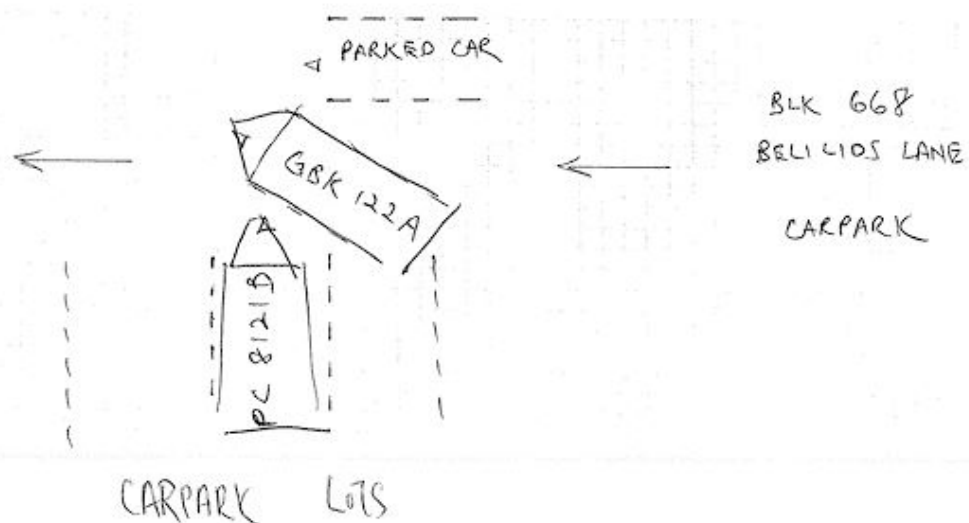 PARKED CAR
BLK 668
BELILIOS LANE
CARPARK
GBK 122A
PC 8121D
CARPARK LOTS